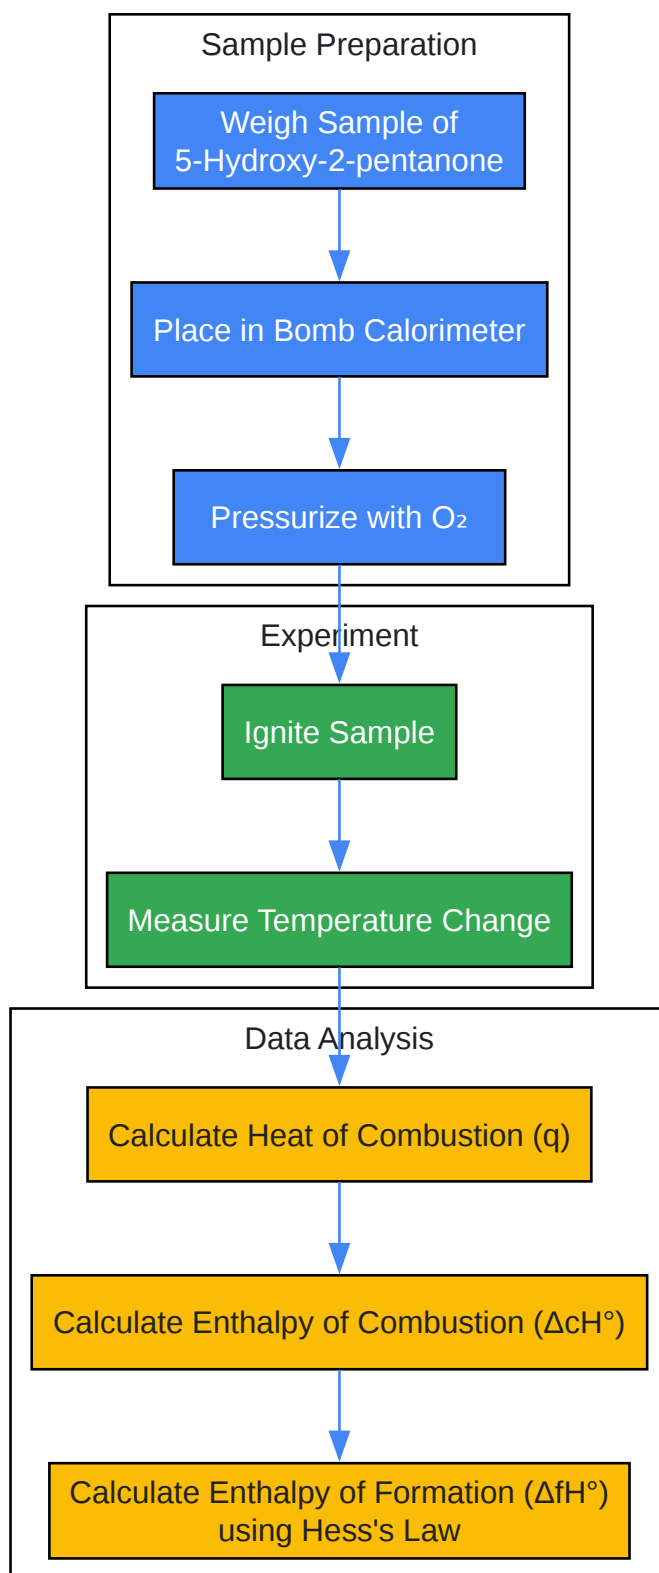 Sample Preparation
Weigh Sample of
5-Hydroxy-2-pentanone
Place in Bomb Calorimeter
Pressurize with O₂
Experiment
Ignite Sample
Measure Temperature Change
Data Analysis
Calculate Heat of Combustion (q)
Calculate Enthalpy of Combustion (ΔcH°)
Calculate Enthalpy of Formation (ΔfH°)
using Hess's Law